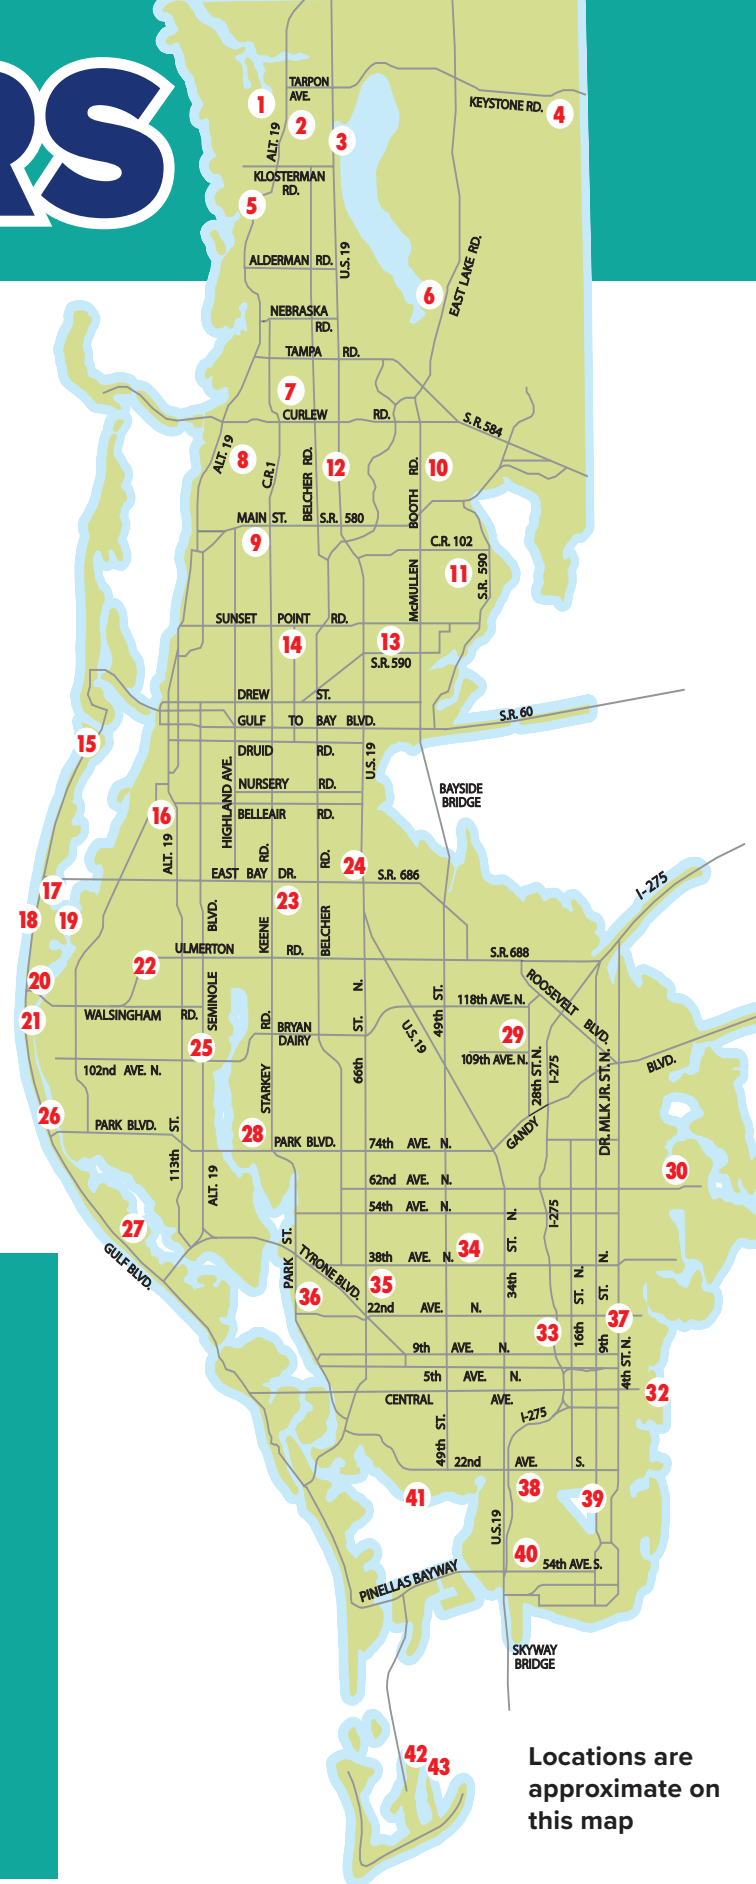 RS
TARPON
AVE.
KEYSTONE RD.
1
2
3
4
ALT. 19
KLOSTERMAN
RD.
5
U.S. 19
ALDERMAN RD.
EAST LAKE RD.
6
NEBRASKA
RD.
TAMPA RD.
7
CURLEW RD.
S.R. 584
ALT. 19
8
C.R.1
BELCHER RD.
12
BOOTH RD.
10
MAIN ST. S.R. 580
9
C.R. 102
11
S.R. 590
McMULLEN
SUNSET POINT RD.
14
13
S.R. 590
DREW ST.
S.R. 60
GULF TO BAY BLVD.
15
DRUID RD.
U.S. 19
HIGHLAND AVE.
NURSERY RD.
BAYSIDE
BRIDGE
16
BELLEAIR RD.
ALT. 19
RD.
RD.
24
EAST BAY DR.
S.R. 686
I-275
17
23
18
19
BLVD.
KEENE
BELCHER
ULMERTON RD.
S.R. 688
22
20
SEMINOLE
ROOSEVELT BLVD.
118th AVE. N.
49th ST.
21
WALSINGHAM RD.
RD.
BRYAN
DAIRY
66th ST. N.
U.S. 19
29
25
109th AVE. N.
28th ST. N.
I-275
BLVD.
102nd AVE. N.
STARKEY
DR. MLK JR. ST. N.
26
PARK BLVD.
28
PARK BLVD.
74th AVE. N.
GANDY
113th ST.
ALT. 19
62nd AVE. N.
30
54th AVE. N.
27
GULF BLVD.
PARK ST.
TYRONE BLVD.
38th AVE. N.
34
34th ST. N.
I-275
36
35
22nd AVE. N.
16th ST. N.
9th ST. N.
37
33
9th AVE. N.
4th ST. N.
5th AVE. N.
32
CENTRAL AVE.
I-275
49th ST.
22nd AVE. S.
41
38
39
U.S.19
40
54th AVE. S.
PINELLAS BAYWAY
SKYWAY
BRIDGE
42
43
Locations are
approximate on
this map